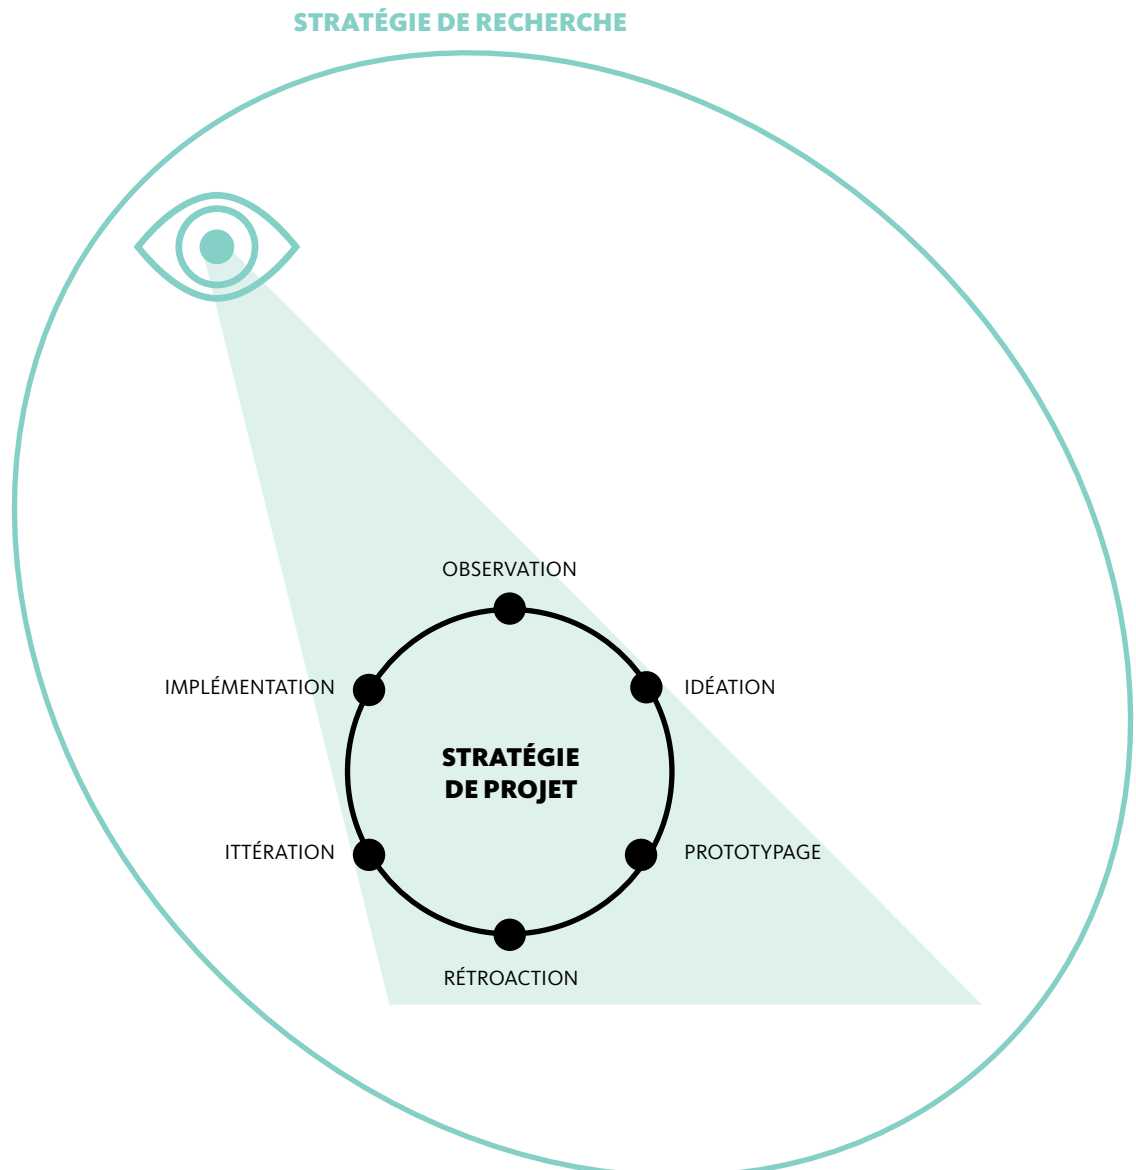 STRATÉGIE DE RECHERCHE
OBSERVATION
IMPLÉMENTATION
IDÉATION
STRATÉGIE
DE PROJET
ITTÉRATION
PROTOTYPAGE
RÉTROACTION